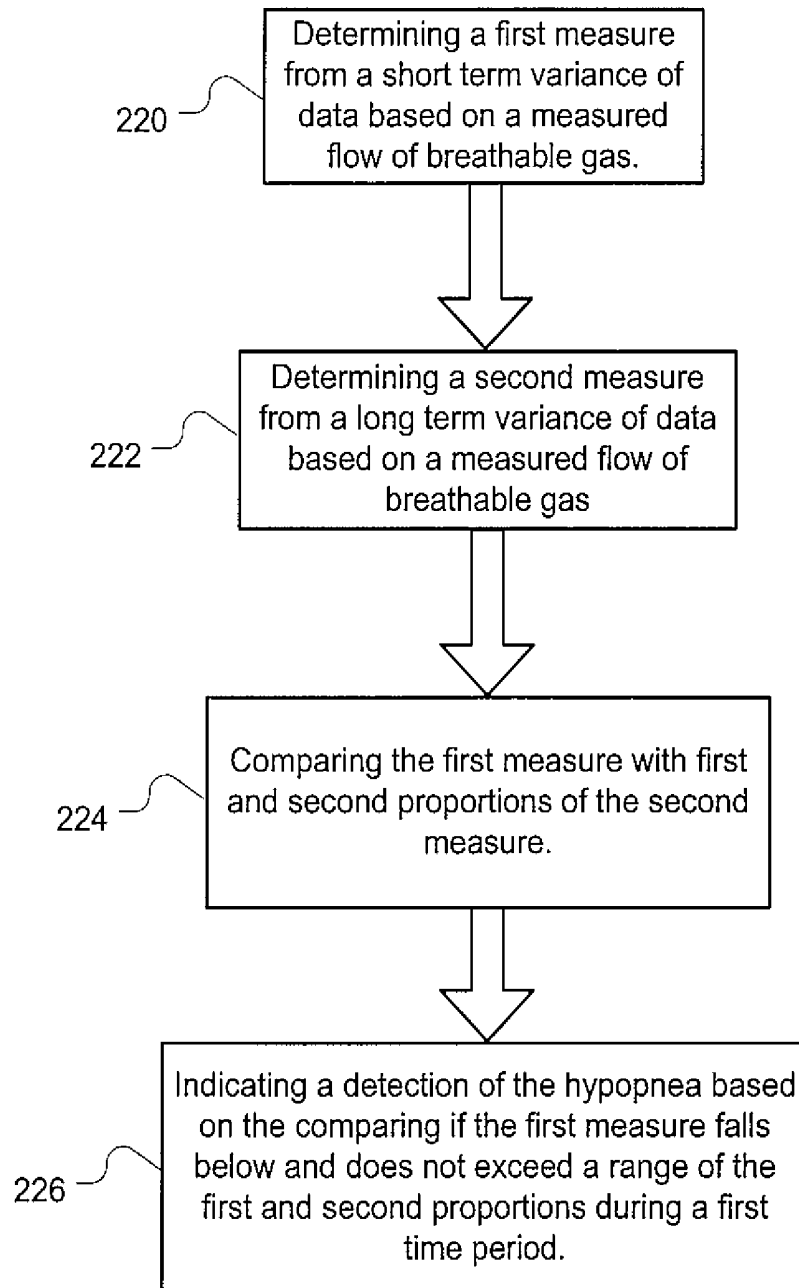 Determining a first measure
from a short term variance of
data based on a measured
flow of breathable gas.
220
Determining a second measure
from a long term variance of data
based on a measured flow of
breathable gas
222
Comparing the first measure with first
and second proportions of the second
measure.
224
Indicating a detection of the hypopnea based
on the comparing if the first measure falls
below and does not exceed a range of the
first and second proportions during a first
time period.
226